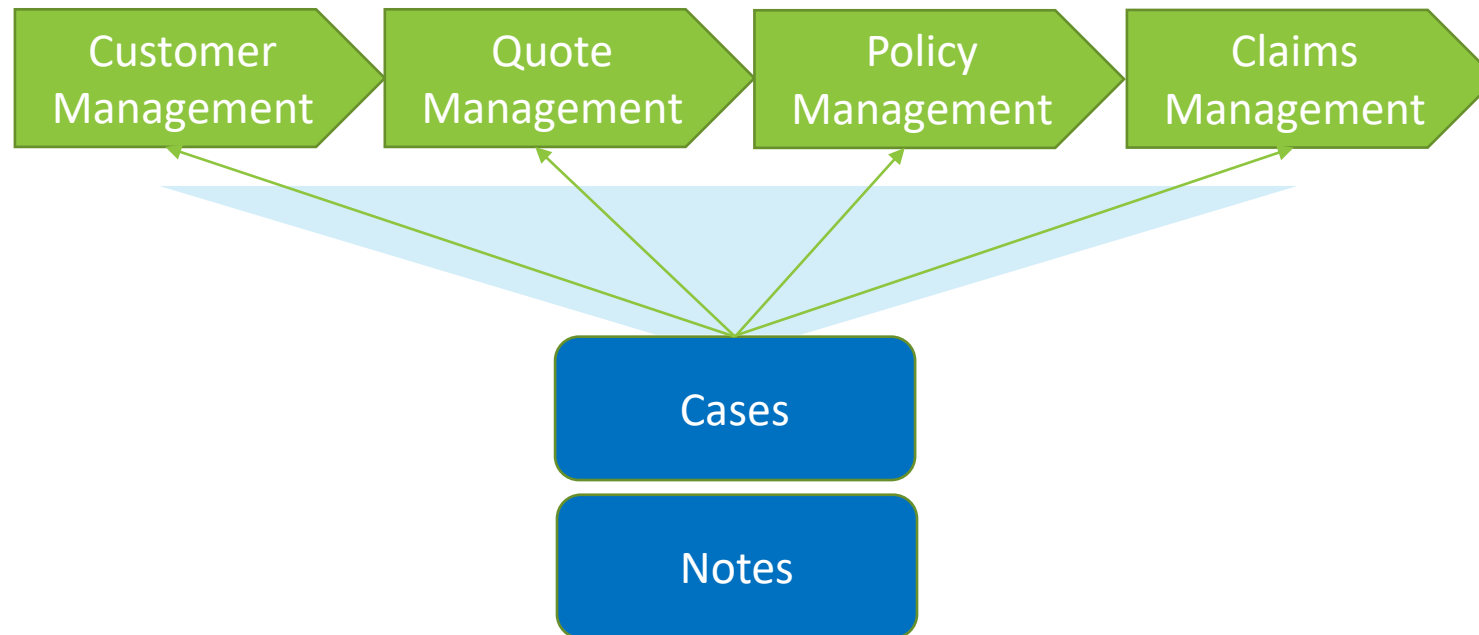 Customer
Management
Quote
Management
Policy
Management
Claims
Management
Cases
Notes